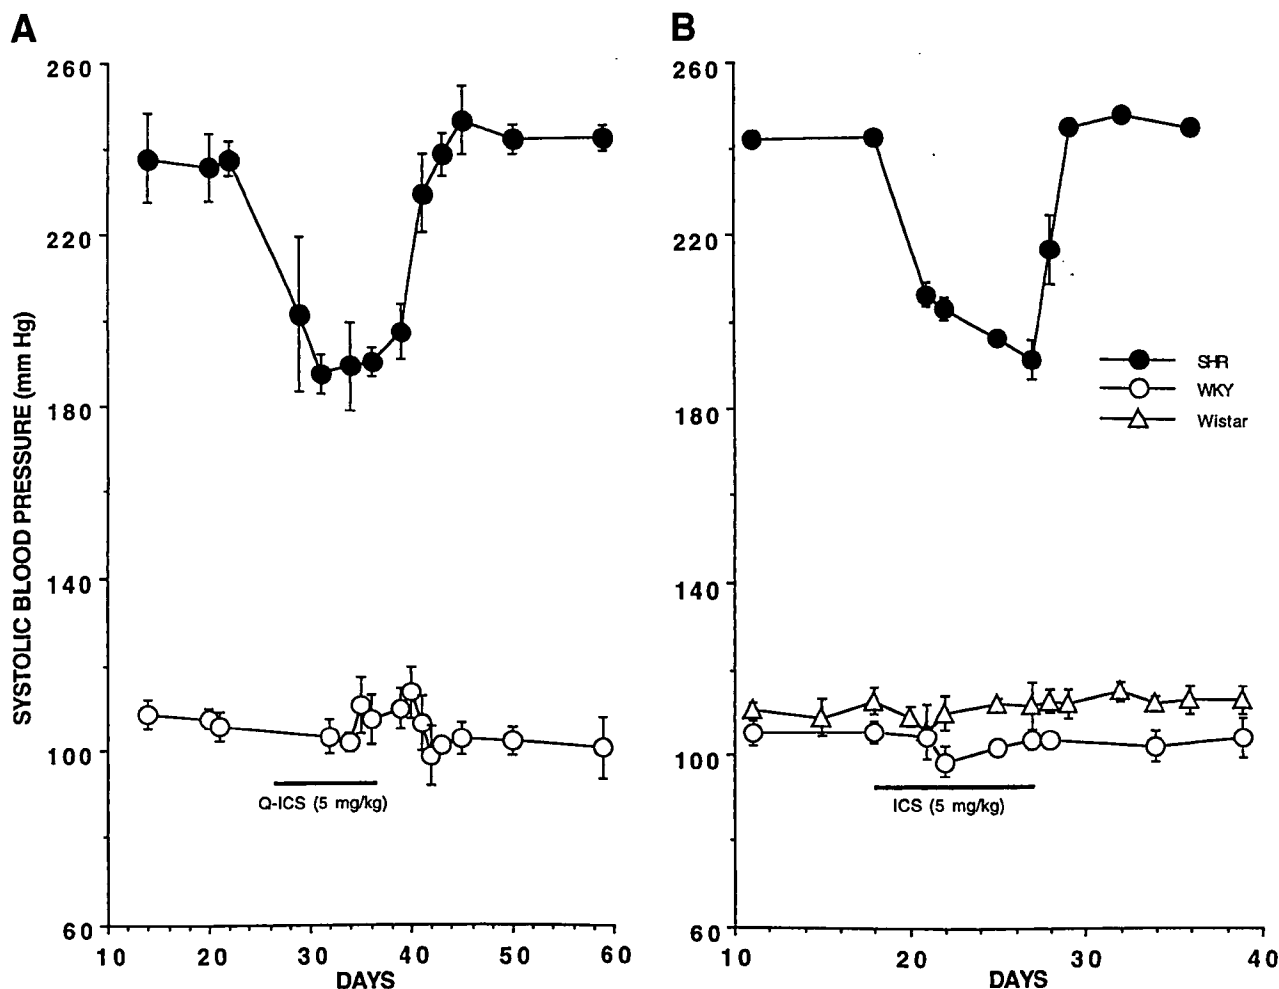 A
B
SYSTOLIC BLOOD PRESSURE (mm Hg)
260
220
180
140
100
60
10 20 30 40 50 60
DAYS
Q-ICS (5 mg/kg)
260
220
180
140
100
60
10 20 30 40
DAYS
ICS (5 mg/kg)
SHR
WKY
Wistar